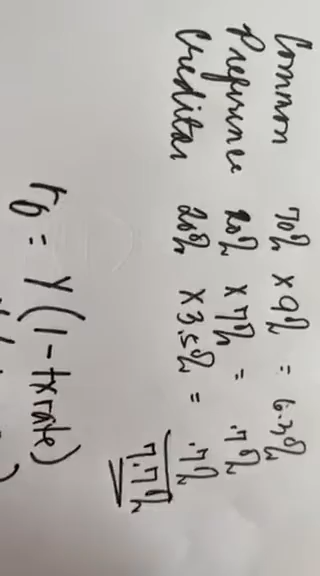 Common 70% x 9% = 6.3%
Preference 10% x 7% = .7%
Creditor 20% x 3.5% = .7%
7.7%
rD = Y (1 - tx rate)